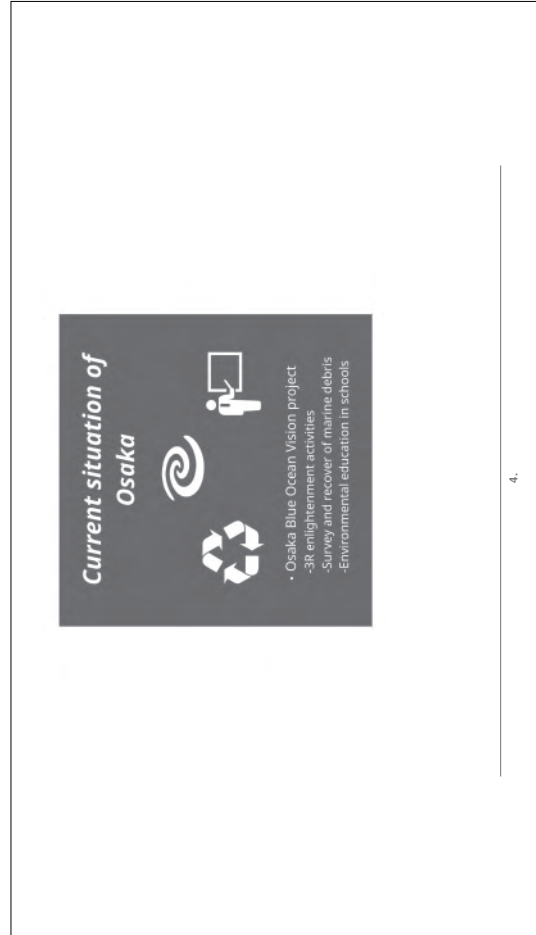 Current situation of
Osaka
• Osaka Blue Ocean Vision project
-3R enlightenment activities
-Survey and recover of marine debris
-Environmental education in schools
4.